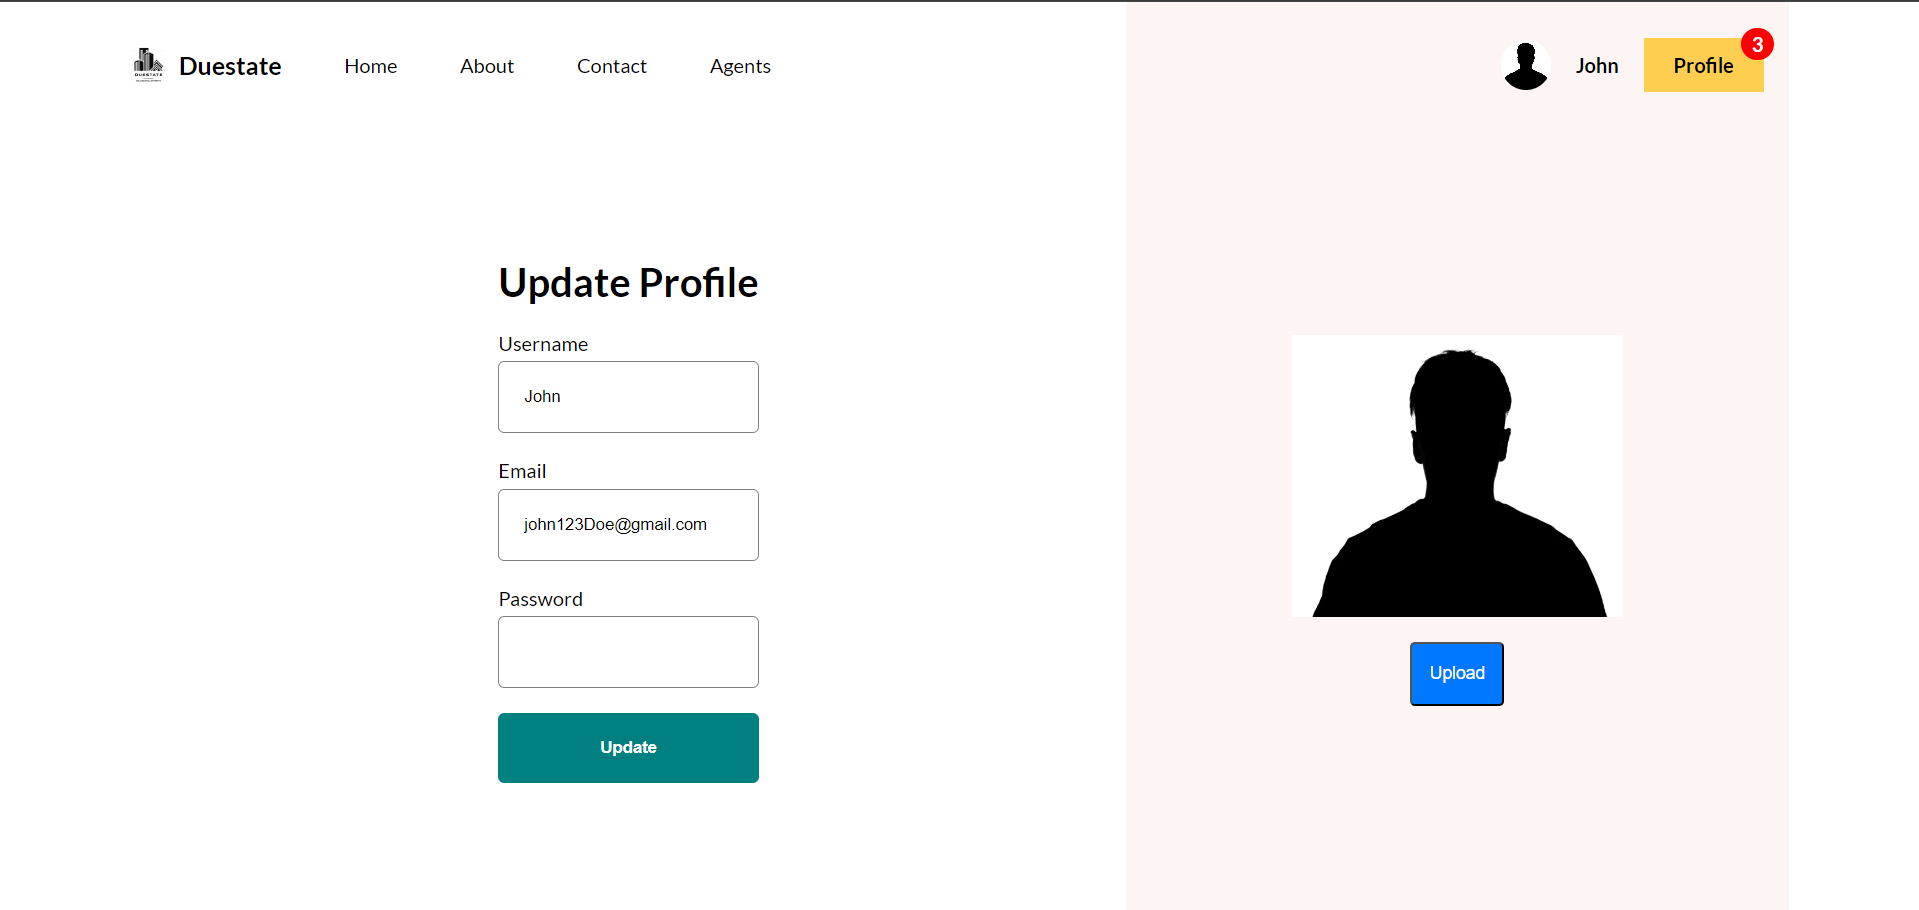 DUESTATE
Duestate Home About Contact Agents John Profile 3
Update Profile
Username
John
Email
john123Doe@gmail.com
Password
Update
Upload